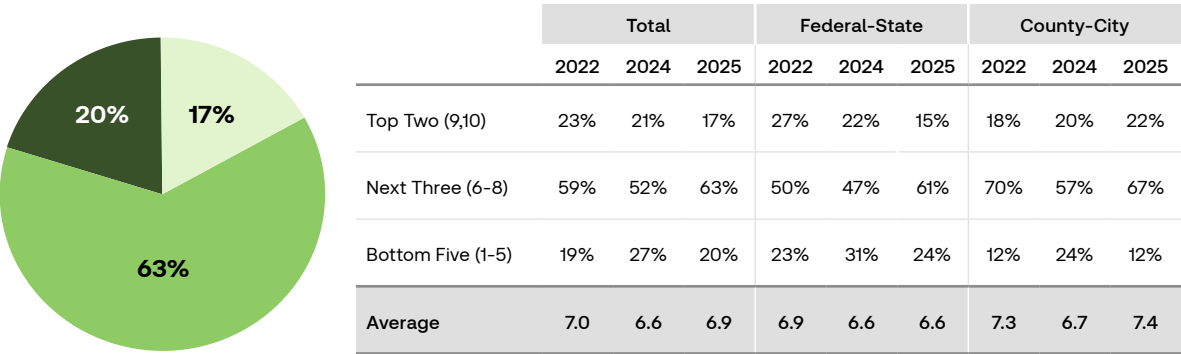 20%
17%
63%
Total Federal-State County-City
2022 2024 2025 2022 2024 2025 2022 2024 2025
Top Two (9,10) 23% 21% 17% 27% 22% 15% 18% 20% 22%
Next Three (6-8) 59% 52% 63% 50% 47% 61% 70% 57% 67%
Bottom Five (1-5) 19% 27% 20% 23% 31% 24% 12% 24% 12%
Average 7.0 6.6 6.9 6.9 6.6 6.6 7.3 6.7 7.4